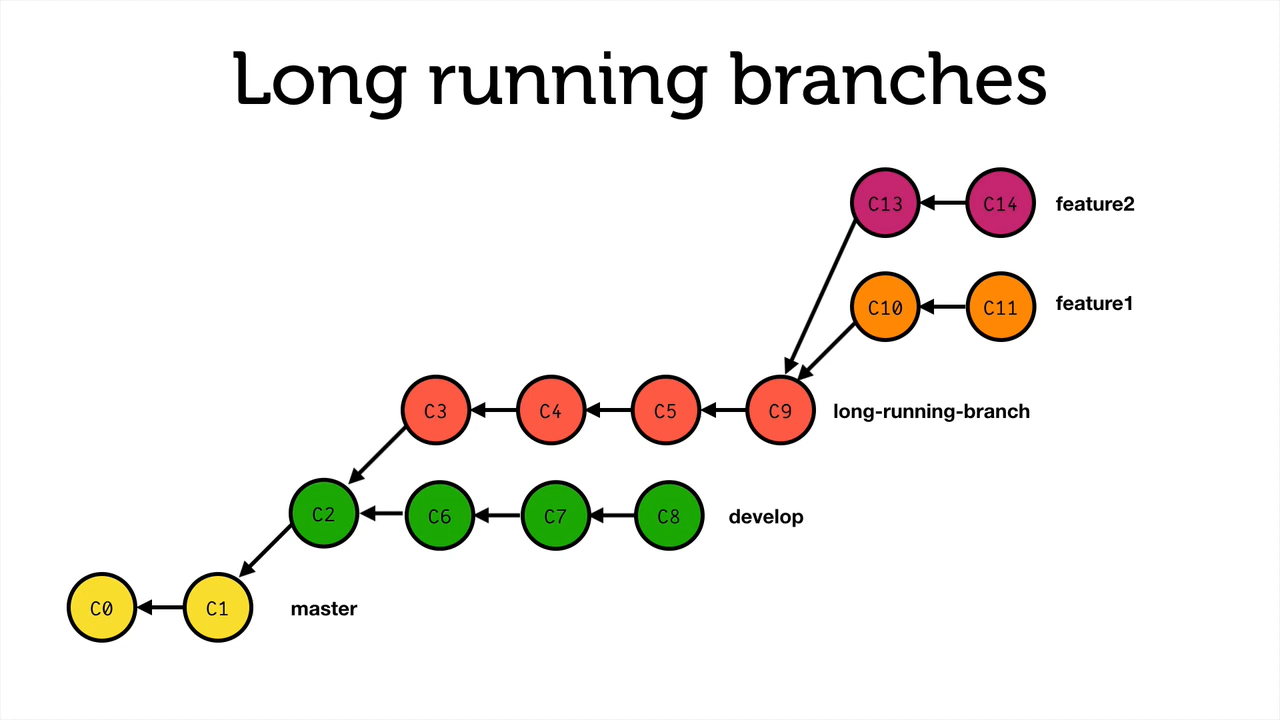 Long running branches
C13 C14 feature2
C10 C11 feature1
C3 C4 C5 C9 long-running-branch
C2 C6 C7 C8 develop
C0 C1 master